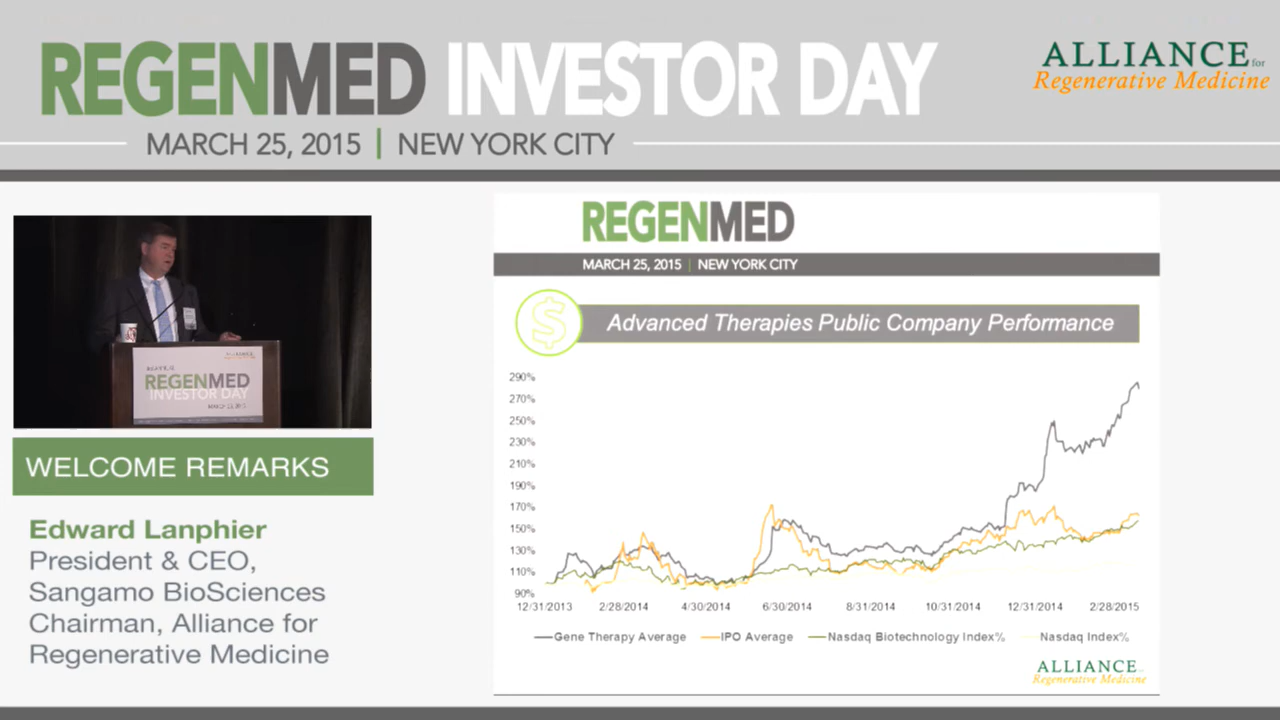 REGENMED INVESTOR DAY
MARCH 25, 2015 | NEW YORK CITY
ALLIANCE for
Regenerative Medicine
ALLIANCE
REGENMED
INVESTOR DAY
WELCOME REMARKS
Edward Lanphier
President & CEO,
Sangamo BioSciences
Chairman, Alliance for
Regenerative Medicine
REGENMED
MARCH 25, 2015 | NEW YORK CITY
$
Advanced Therapies Public Company Performance
290%
270%
250%
230%
210%
190%
170%
150%
130%
110%
90%
12/31/2013 2/28/2014 4/30/2014 6/30/2014 8/31/2014 10/31/2014 12/31/2014 2/28/2015
Gene Therapy Average IPO Average Nasdaq Biotechnology Index% Nasdaq Index%
ALLIANCE
Regenerative Medicine